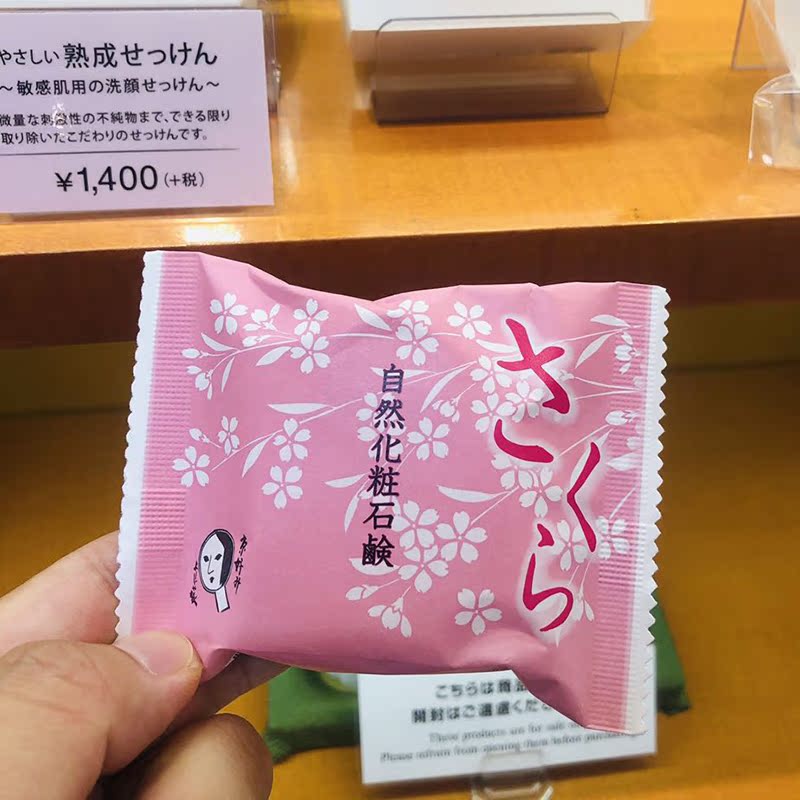 やさしい 熟成せっけん
～敏感肌用の洗顔せっけん～
微量な刺激性の不純物まで、できる限り
取り除いたこだわりのせっけんです。
¥1,400(+税)
さくら
自然化粧石鹸
こちらは商品
開封はご遠慮くださ
These products are for sale
Please refrain from opening them before purchase